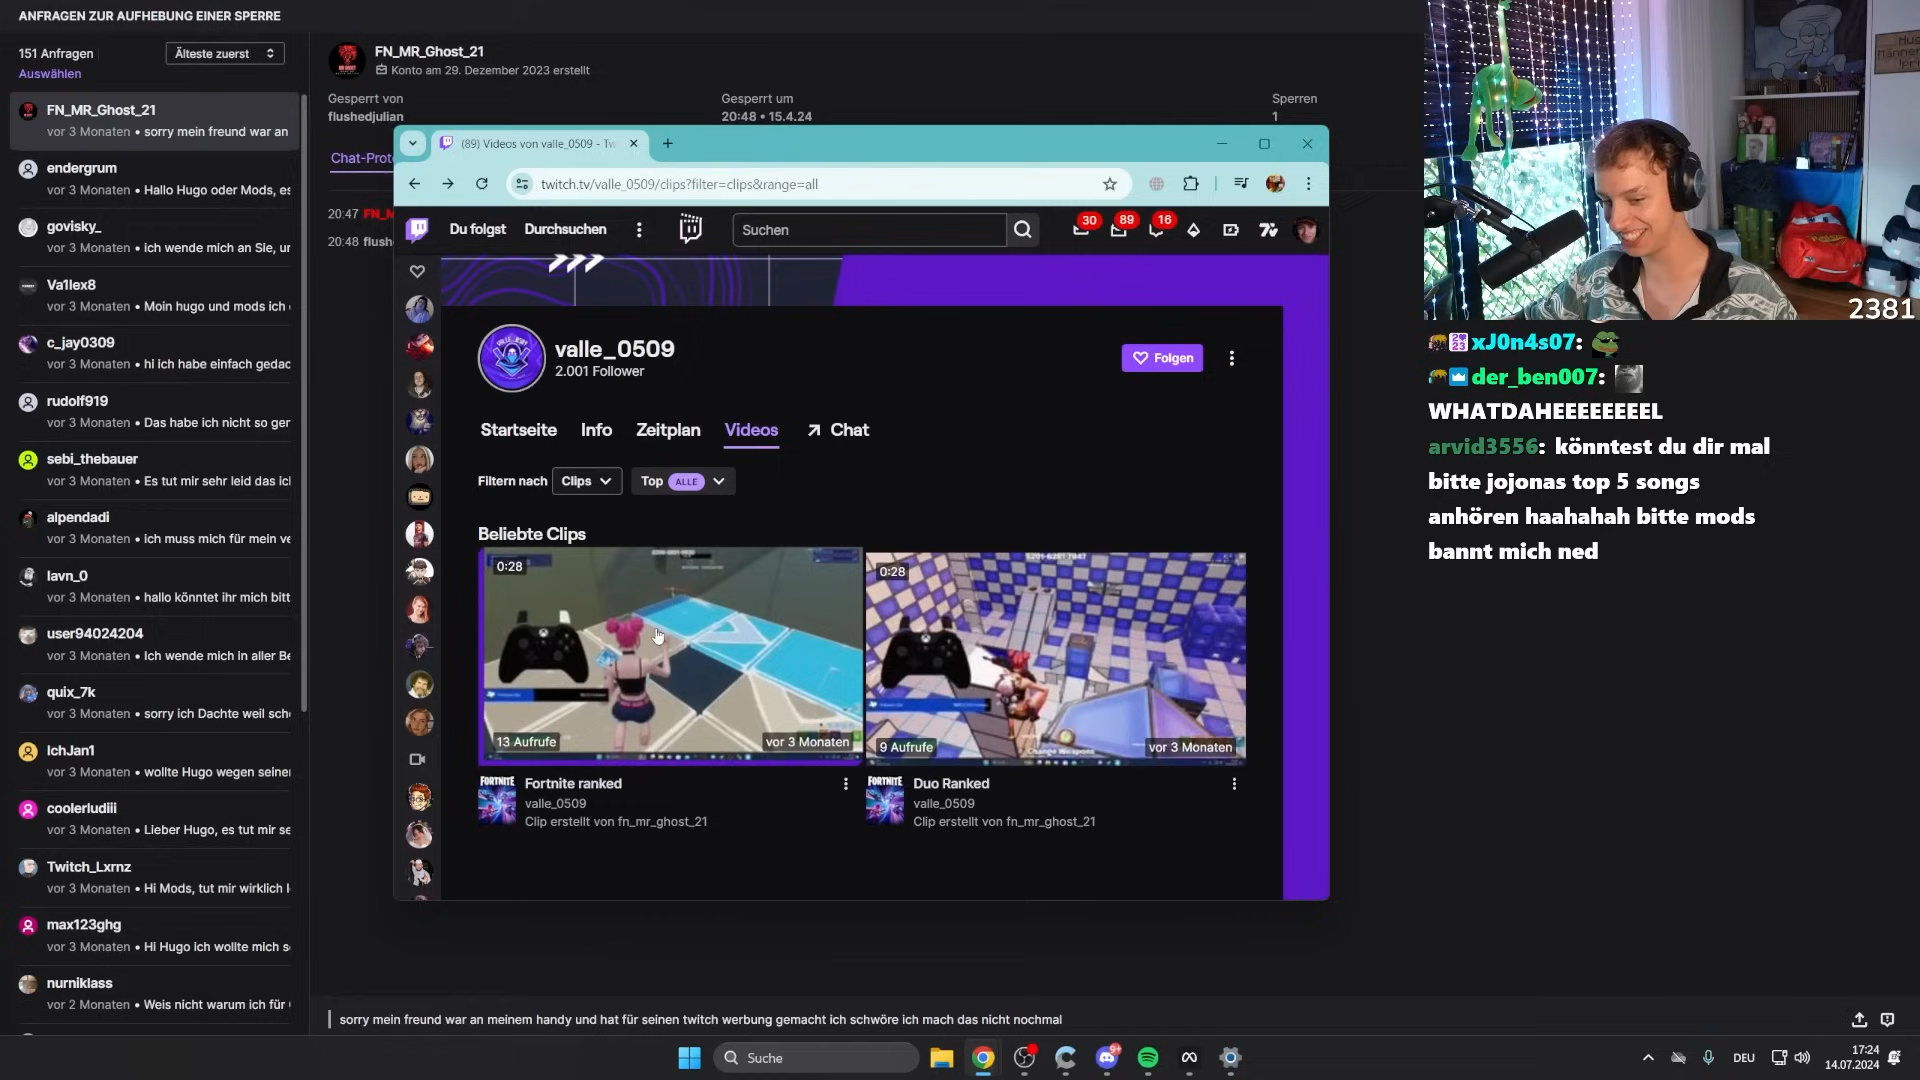 ANFRAGEN ZUR AUFHEBUNG EINER SPERRE
151 Anfragen
Älteste zuerst
Auswählen
FN_MR_Ghost_21
vor 3 Monaten • sorry mein freund war an
endergrum
vor 3 Monaten • Hallo Hugo oder Mods, es
govisky_
vor 3 Monaten • ich wende mich an Sie, ur
Va1lex8
vor 3 Monaten • Moin hugo und mods ich
c_jay0309
vor 3 Monaten • hi ich habe einfach gedac
rudolf919
vor 3 Monaten • Das habe ich nicht so ger
sebi_thebauer
vor 3 Monaten • Es tut mir sehr leid das ich
alpendadi
vor 3 Monaten • ich muss mich für mein ve
lavn_0
vor 3 Monaten • hallo könntet ihr mich bitt
user94024204
vor 3 Monaten • Ich wende mich in aller Be
quix_7k
vor 3 Monaten • sorry ich Dachte weil sch
IchJan1
vor 3 Monaten • wollte Hugo wegen seine
coolerludiii
vor 3 Monaten • Lieber Hugo, es tut mir se
Twitch_Lxrnz
vor 3 Monaten • Hi Mods, tut mir wirklich
max123ghg
vor 3 Monaten • Hi Hugo ich wollte mich
nurniklass
vor 2 Monaten • Weis nicht warum ich für
FN_MR_Ghost_21
Konto am 29. Dezember 2023 erstellt
Gesperrt von
flushedjulian
Gesperrt um
20:48 • 15.4.24
Sperren
1
Chat-Prot
20:47 FN_M
20:48 flush
(89) Videos von valle_0509 - Tw
twitch.tv/valle_0509/clips?filter=clips&range=all
Du folgst
Durchsuchen
Suchen
30
89
16
valle_0509
2.001 Follower
Folgen
Startseite
Info
Zeitplan
Videos
Chat
Filtern nach
Clips
Top ALLE
Beliebte Clips
0:28
13 Aufrufe
vor 3 Monaten
FORTNITE
Fortnite ranked
valle_0509
Clip erstellt von fn_mr_ghost_21
0:28
9 Aufrufe
vor 3 Monaten
FORTNITE
Duo Ranked
valle_0509
Clip erstellt von fn_mr_ghost_21
sorry mein freund war an meinem handy und hat für seinen twitch werbung gemacht ich schwöre ich mach das nicht nochmal
2381
xJ0n4s07:
der_ben007:
WHATDAHEEEEEEEEL
arvid3556: könntest du dir mal
bitte jojonas top 5 songs
anhören haahahah bitte mods
bannt mich ned
Suche
9+
DEU
17:24
14.07.2024